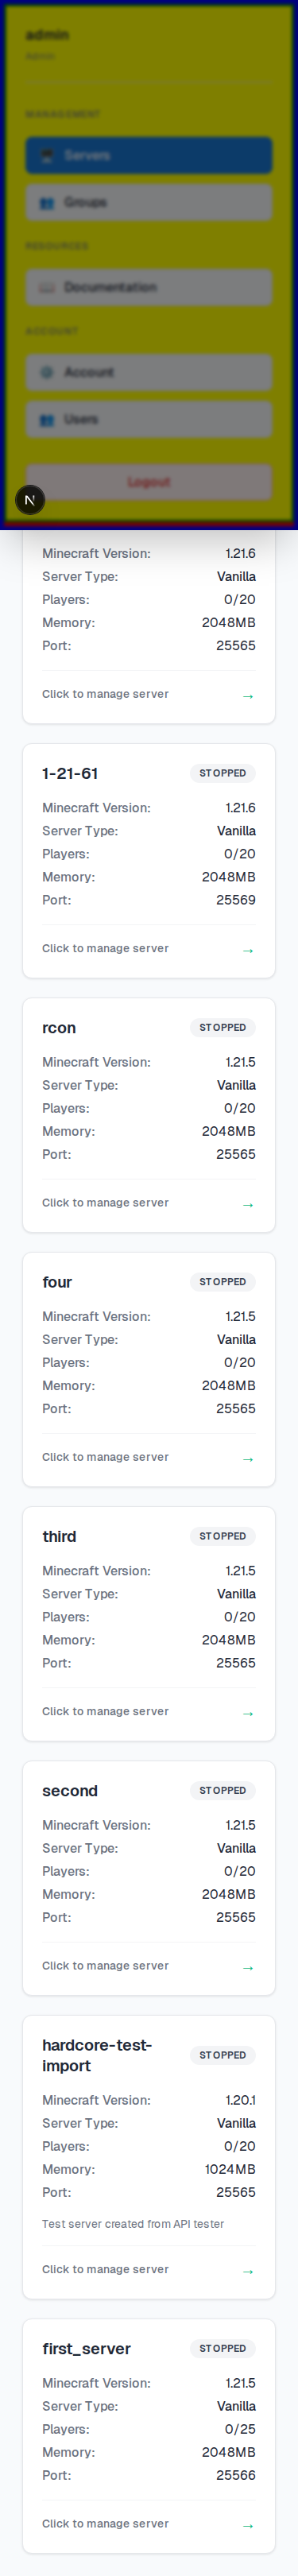 admin
Admin
MANAGEMENT
🖥️ Servers
👥 Groups
RESOURCES
📖 Documentation
ACCOUNT
⚙️ Account
👥 Users
Logout
N
Minecraft Version: 1.21.6
Server Type: Vanilla
Players: 0/20
Memory: 2048MB
Port: 25565
Click to manage server →
1-21-61 STOPPED
Minecraft Version: 1.21.6
Server Type: Vanilla
Players: 0/20
Memory: 2048MB
Port: 25569
Click to manage server →
rcon STOPPED
Minecraft Version: 1.21.5
Server Type: Vanilla
Players: 0/20
Memory: 2048MB
Port: 25565
Click to manage server →
four STOPPED
Minecraft Version: 1.21.5
Server Type: Vanilla
Players: 0/20
Memory: 2048MB
Port: 25565
Click to manage server →
third STOPPED
Minecraft Version: 1.21.5
Server Type: Vanilla
Players: 0/20
Memory: 2048MB
Port: 25565
Click to manage server →
second STOPPED
Minecraft Version: 1.21.5
Server Type: Vanilla
Players: 0/20
Memory: 2048MB
Port: 25565
Click to manage server →
hardcore-test-
import STOPPED
Minecraft Version: 1.20.1
Server Type: Vanilla
Players: 0/20
Memory: 1024MB
Port: 25565
Test server created from API tester
Click to manage server →
first_server STOPPED
Minecraft Version: 1.21.5
Server Type: Vanilla
Players: 0/25
Memory: 2048MB
Port: 25566
Click to manage server →